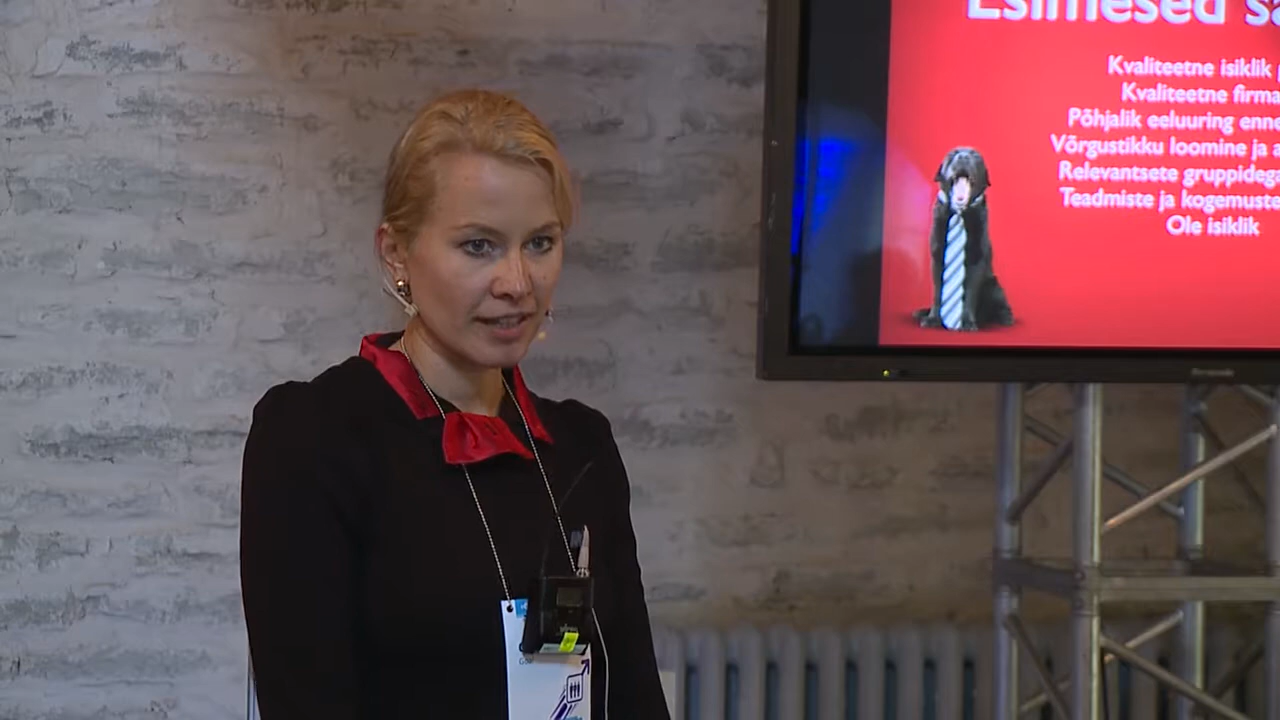 Esimesed sa
Kvaliteetne isiklik
Kvaliteetne firma
Põhjalik eeluuring enne
Võrgustikku loomine ja a
Relevantsete gruppidega
Teadmiste ja kogemuste
Ole isiklik